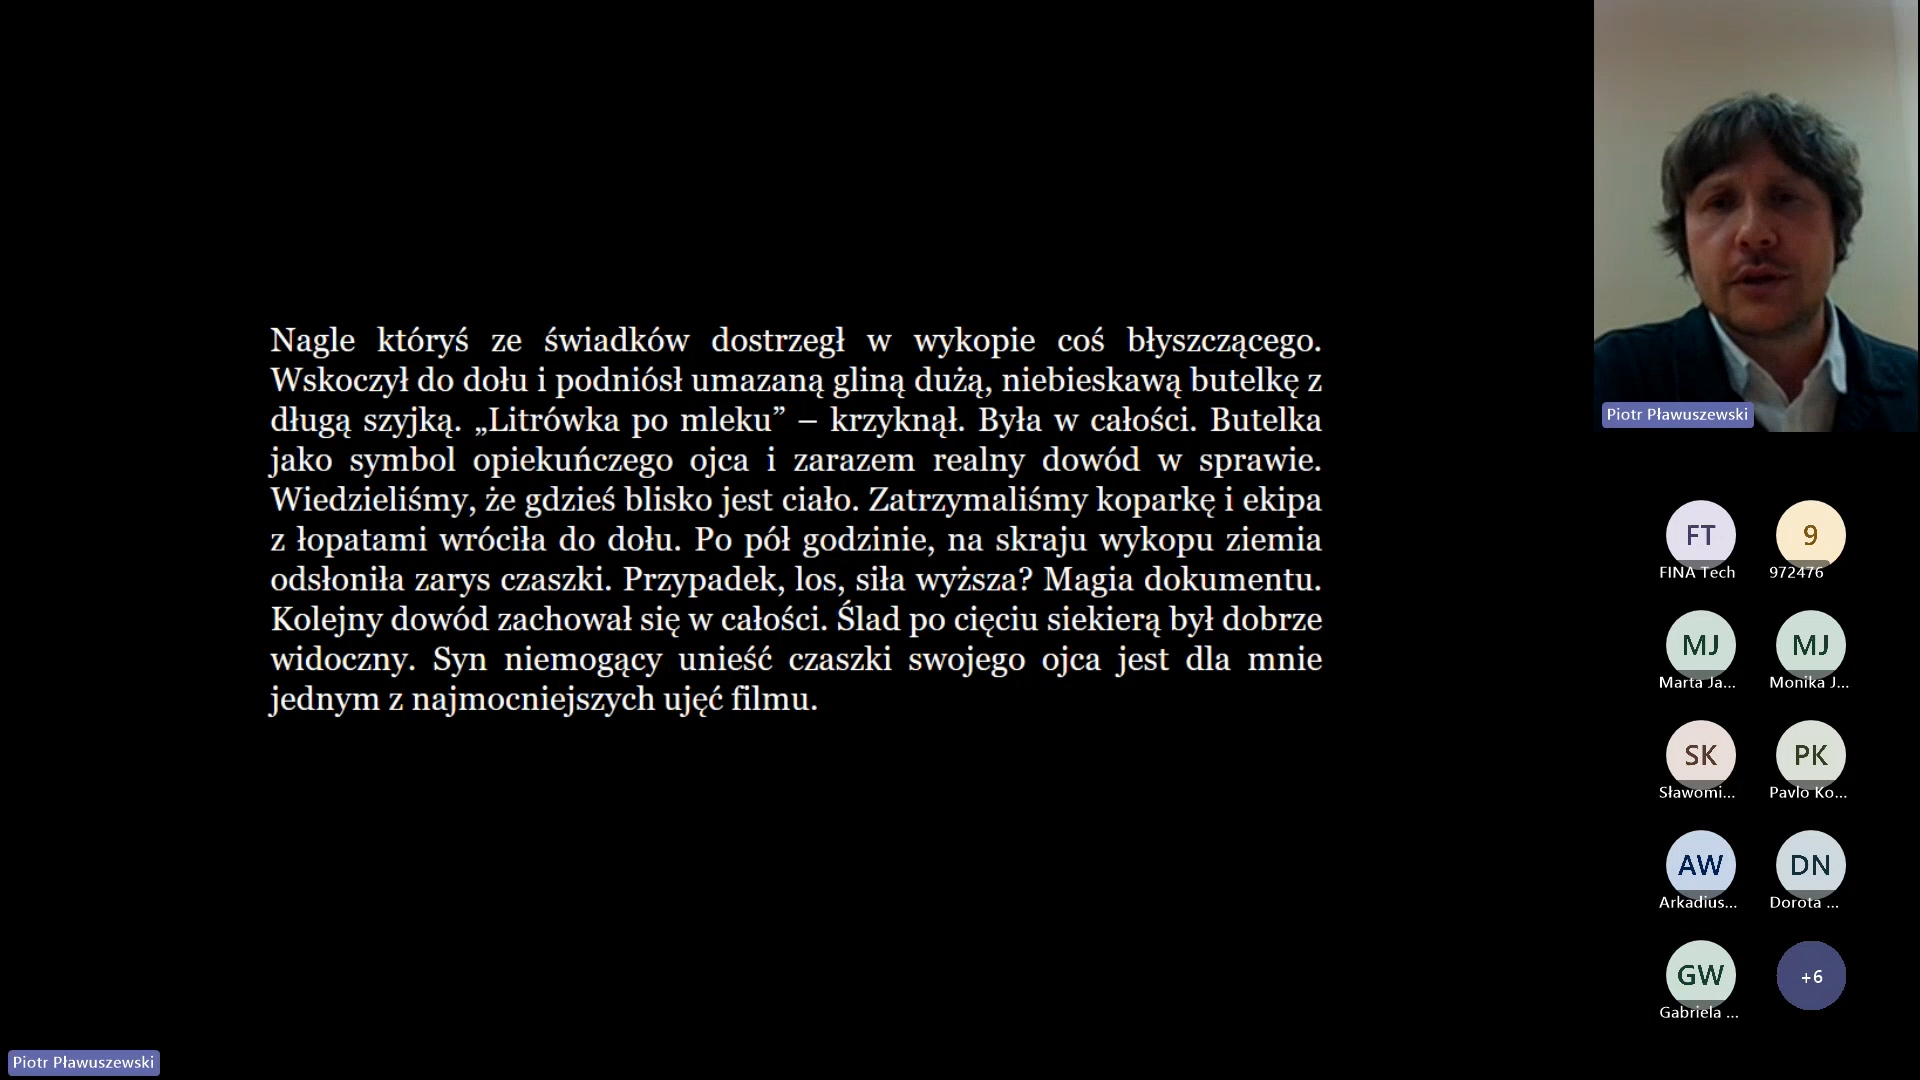 Nagle któryś ze świadków dostrzegł w wykopie coś błyszczącego.
Wskoczył do dołu i podniósł umazaną gliną dużą, niebieskawą butelkę z
długą szyjką. „Litrówka po mleku” – krzyknął. Była w całości. Butelka
jako symbol opiekuńczego ojca i zarazem realny dowód w sprawie.
Wiedzieliśmy, że gdzieś blisko jest ciało. Zatrzymaliśmy koparkę i ekipa
z łopatami wróciła do dołu. Po pół godzinie, na skraju wykopu ziemia
odsłoniła zarys czaszki. Przypadek, los, siła wyższa? Magia dokumentu.
Kolejny dowód zachował się w całości. Ślad po cięciu siekierą był dobrze
widoczny. Syn niemogący unieść czaszki swojego ojca jest dla mnie
jednym z najmocniejszych ujęć filmu.
Piotr Pławuszewski
FT
FINA Tech
9
972476
MJ
Marta Ja...
MJ
Monika J...
SK
Sławomi...
PK
Pavlo Ko...
AW
Arkadius...
DN
Dorota ...
GW
Gabriela ...
+6
Piotr Pławuszewski